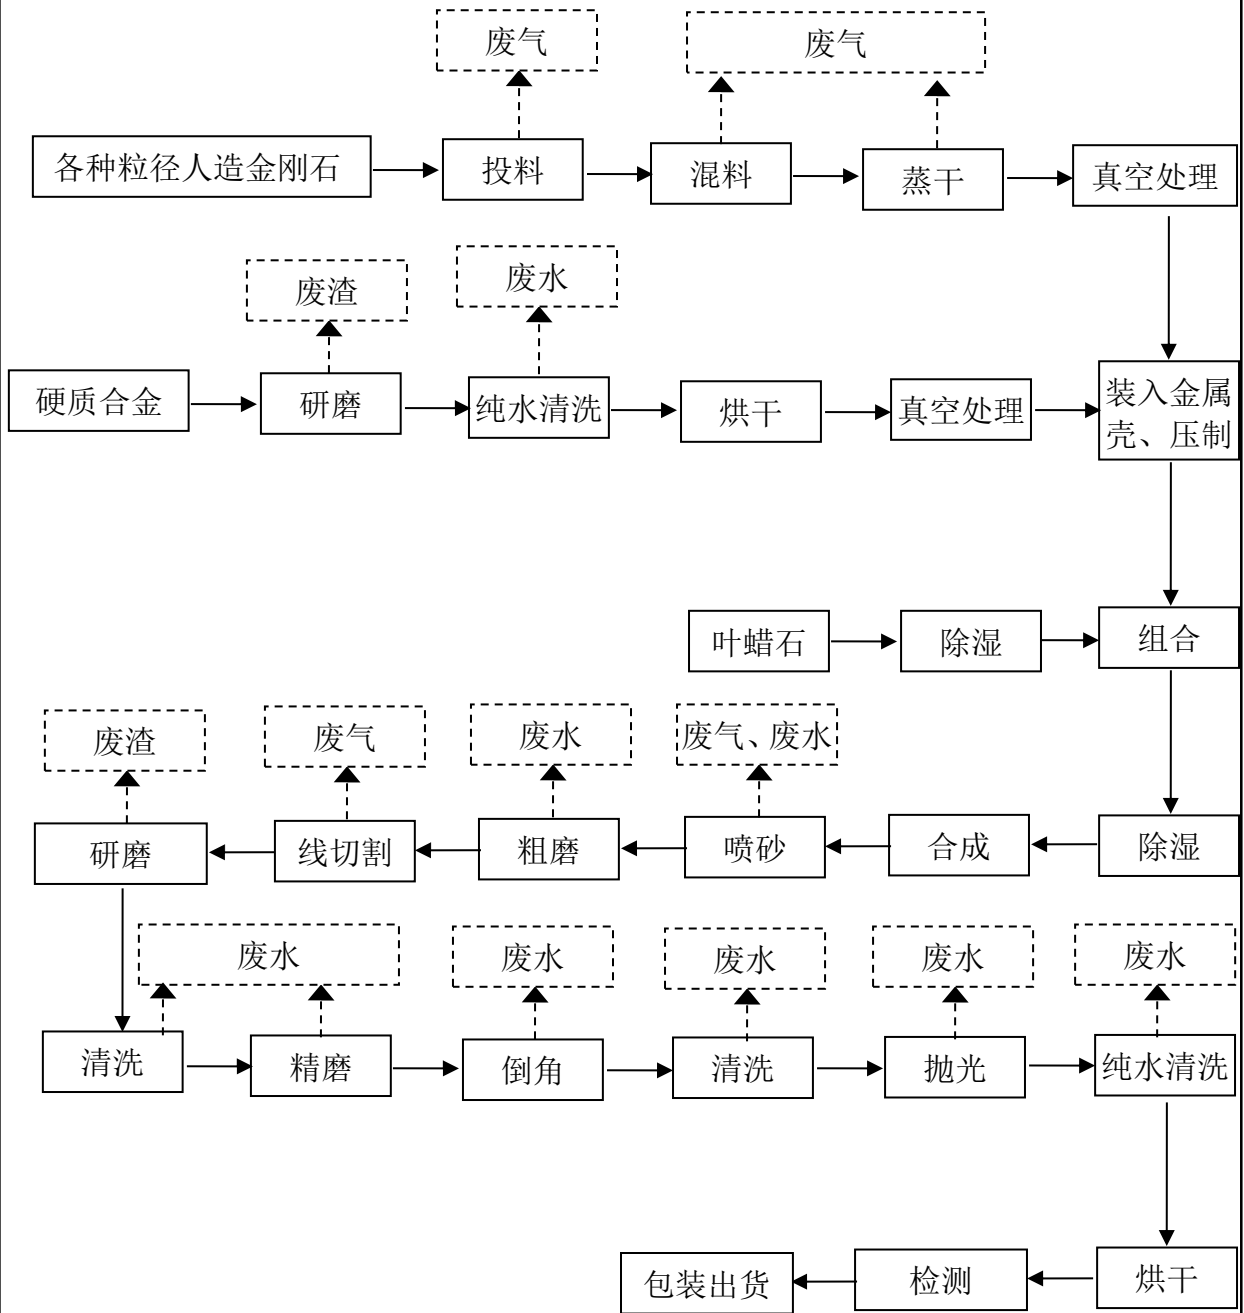 废气
废气
各种粒径人造金刚石
投料
混料
蒸干
真空处理
废渣
废水
硬质合金
研磨
纯水清洗
烘干
真空处理
装入金属
壳、压制
叶蜡石
除湿
组合
废渣
废气
废水
废气、废水
研磨
线切割
粗磨
喷砂
合成
除湿
废水
废水
废水
废水
废水
清洗
精磨
倒角
清洗
抛光
纯水清洗
包装出货
检测
烘干